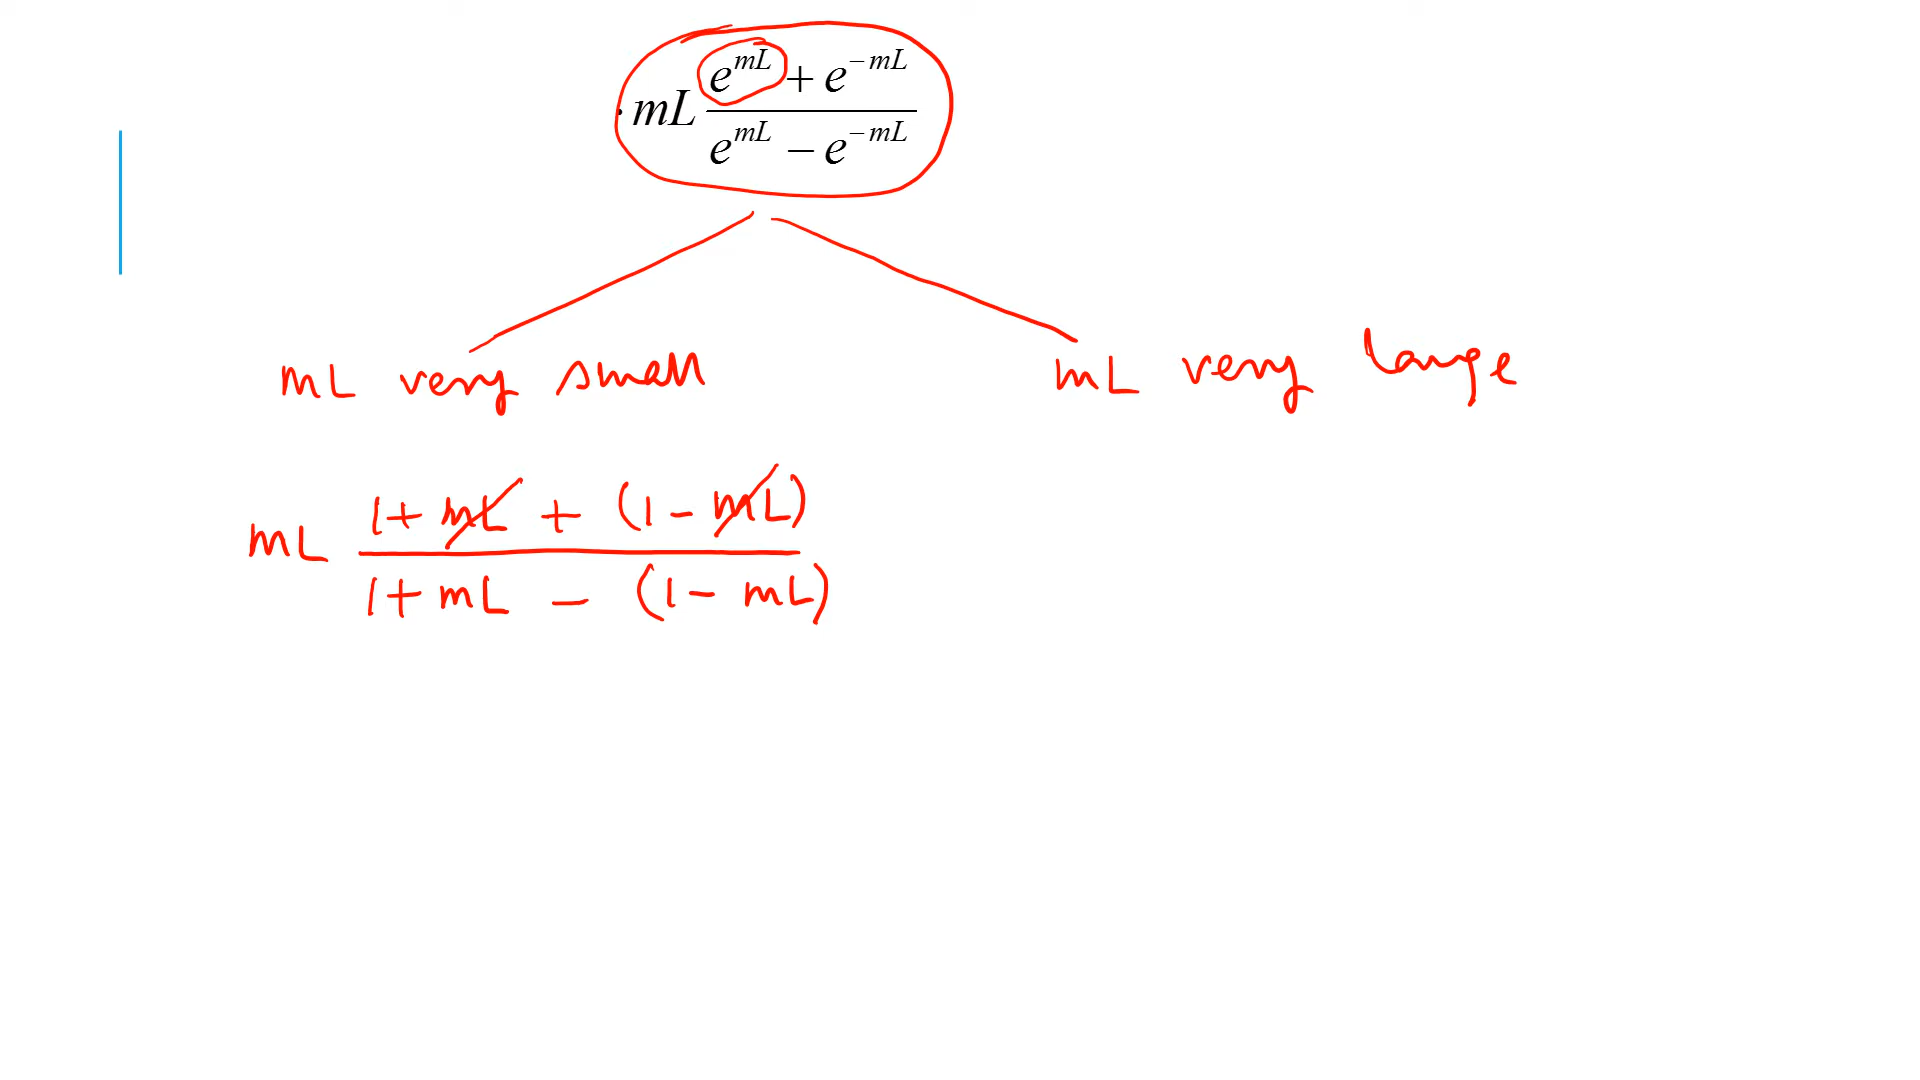 · mL (e^{mL} + e^{-mL}) / (e^{mL} - e^{-mL})
mL very small
mL very large
mL (1 + mL + (1 - mL)) / (1 + mL - (1 - mL))